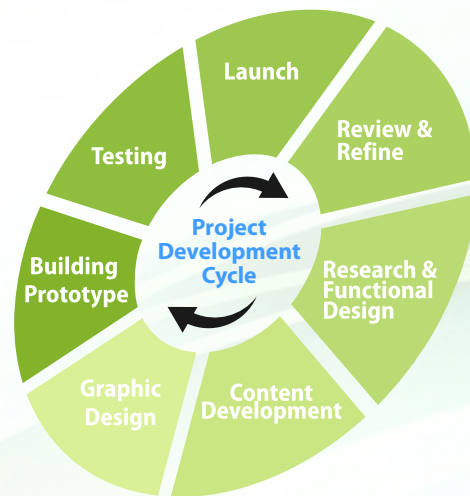 Launch
Review &
Refine
Testing
Project
Development
Cycle
Building
Prototype
Research &
Functional
Design
Graphic
Design
Content
Development